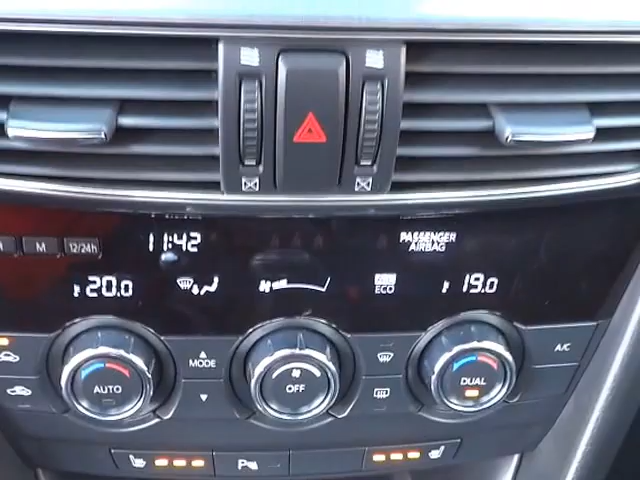 M 12/24h
11:42
PASSENGER
AIRBAG
20.0
ECO
19.0
AUTO
MODE
OFF
DUAL
A/C